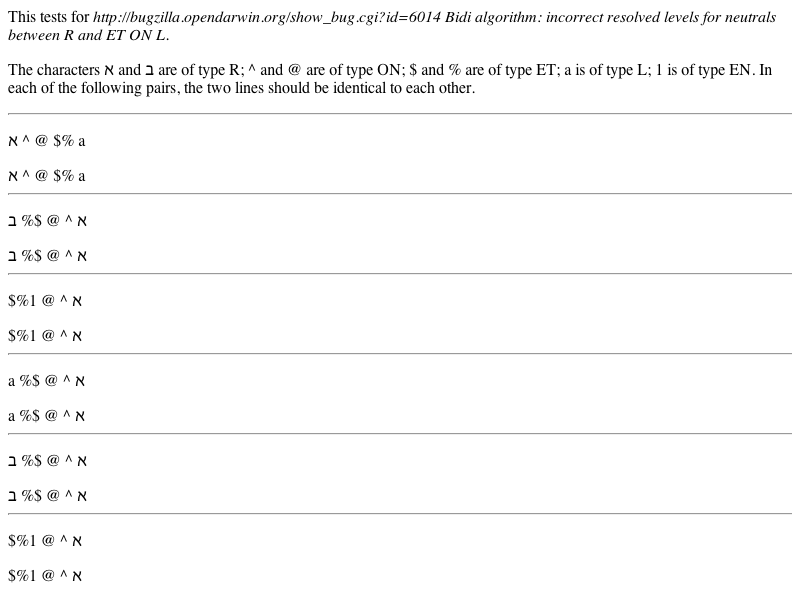 This tests for http://bugzilla.opendarwin.org/show_bug.cgi?id=6014 Bidi algorithm: incorrect resolved levels for neutrals
between R and ET ON L.
The characters א and ב are of type R; ^ and @ are of type ON; $ and % are of type ET; a is of type L; 1 is of type EN. In
each of the following pairs, the two lines should be identical to each other.
א ^ @ $% a
א ^ @ $% a
א ^ @ $% ב
א ^ @ $% ב
א ^ @ $%1
א ^ @ $%1
א ^ @ $% a
א ^ @ $% a
א ^ @ $% ב
א ^ @ $% ב
א ^ @ $%1
א ^ @ $%1